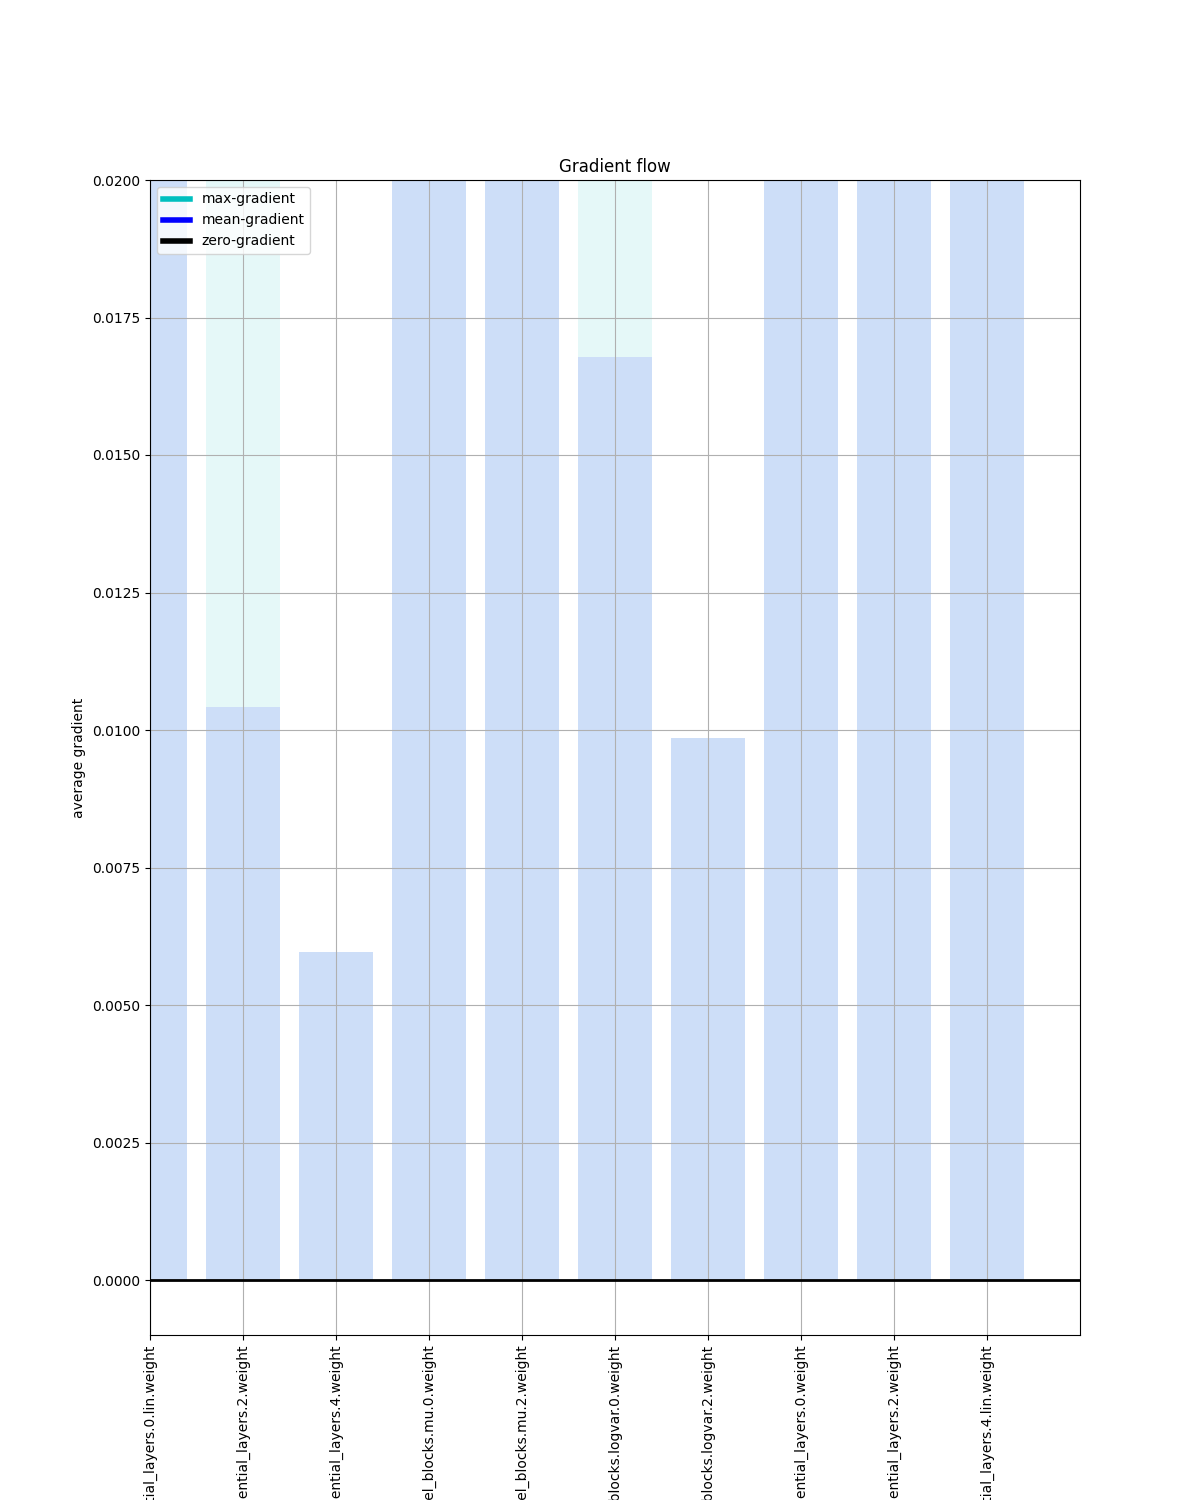 Gradient flow
max-gradient
mean-gradient
zero-gradient
0.0200
0.0175
0.0150
0.0125
0.0100
0.0075
0.0050
0.0025
0.0000
average gradient
tial_layers.0.lin.weight
ential_layers.2.weight
ential_layers.4.weight
el_blocks.mu.0.weight
el_blocks.mu.2.weight
blocks.logvar.0.weight
blocks.logvar.2.weight
ential_layers.0.weight
ential_layers.2.weight
tial_layers.4.lin.weight